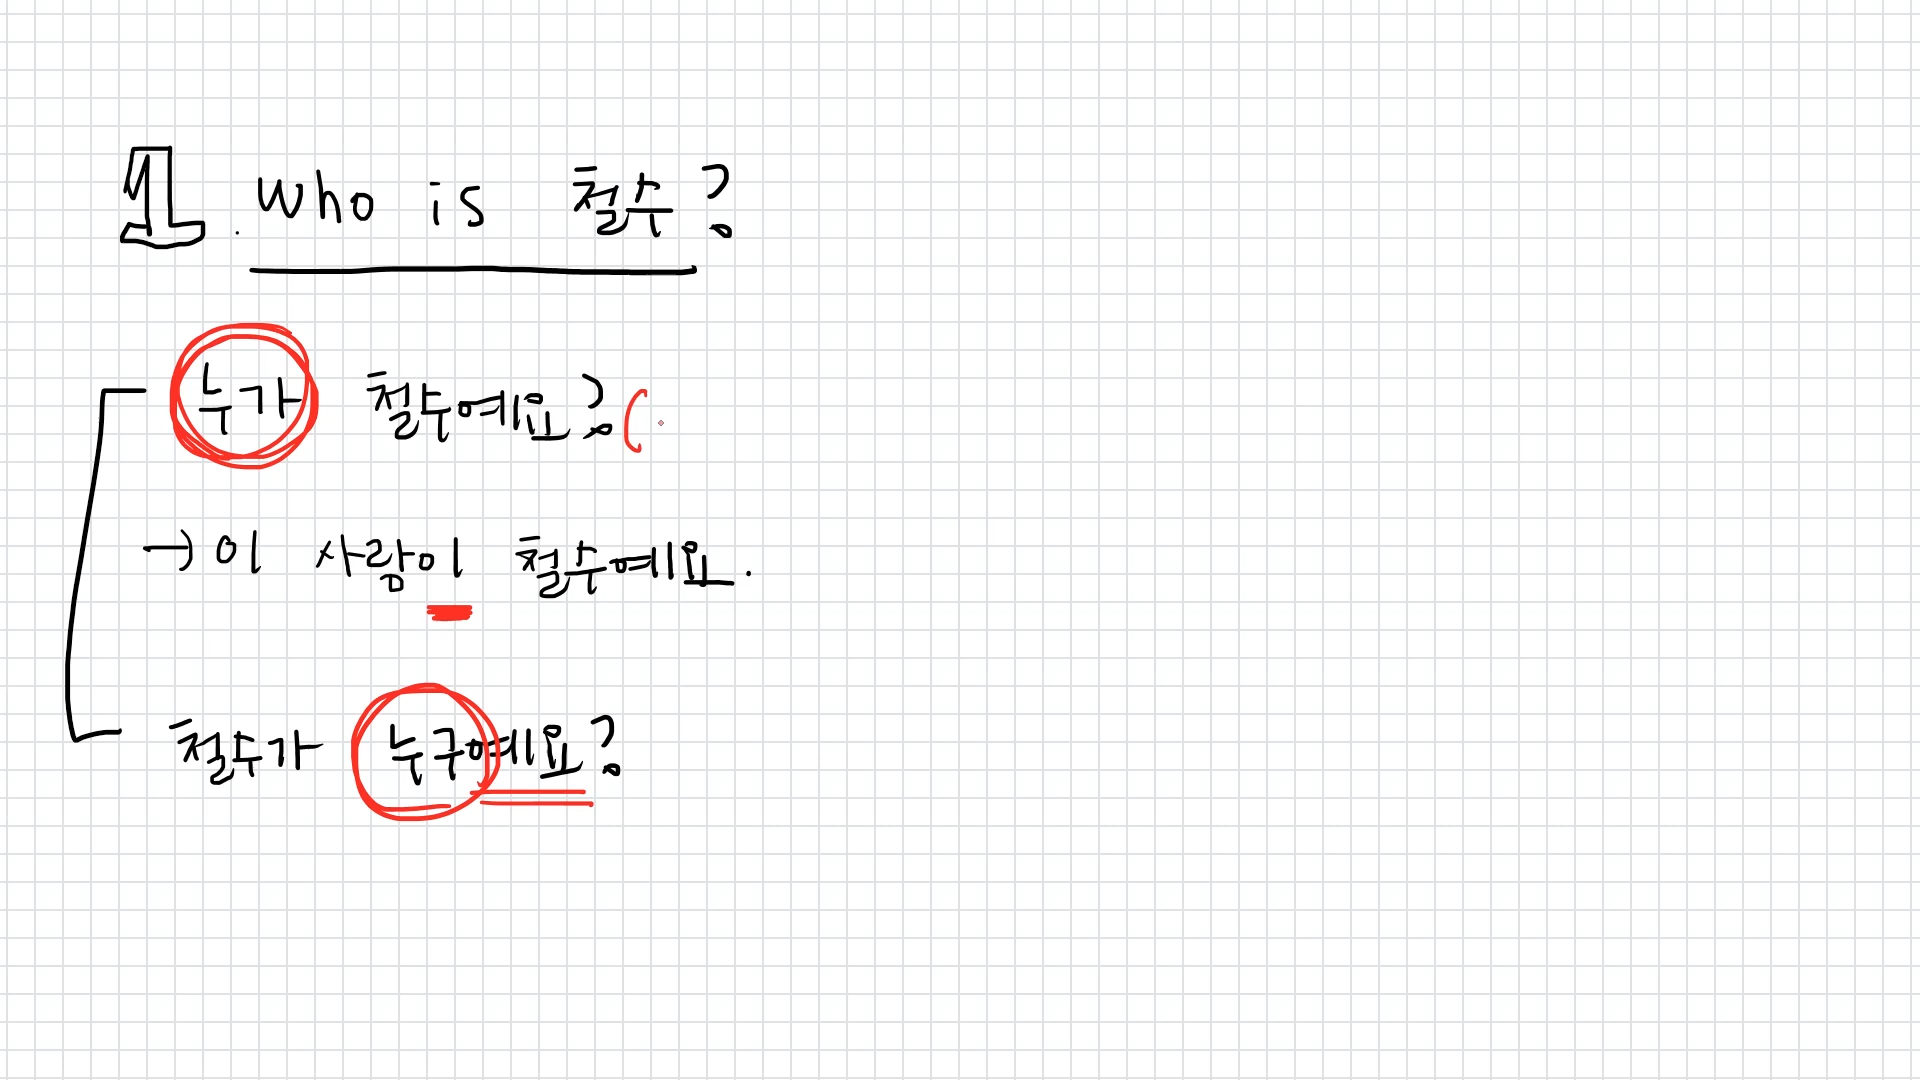 1. Who is 철수?
누가 철수예요? (
→ 이 사람이 철수예요.
철수가 누구예요?